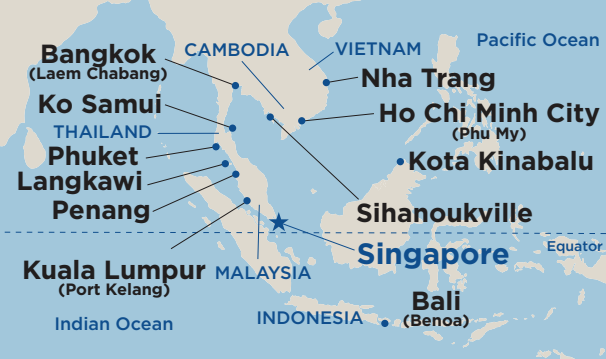 Pacific Ocean
Bangkok
(Laem Chabang)
CAMBODIA
VIETNAM
Nha Trang
Ko Samui
Ho Chi Minh City
(Phu My)
THAILAND
Phuket
Kota Kinabalu
Langkawi
Penang
Sihanoukville
Equator
Singapore
Kuala Lumpur
(Port Kelang)
MALAYSIA
Bali
(Benoa)
INDONESIA
Indian Ocean